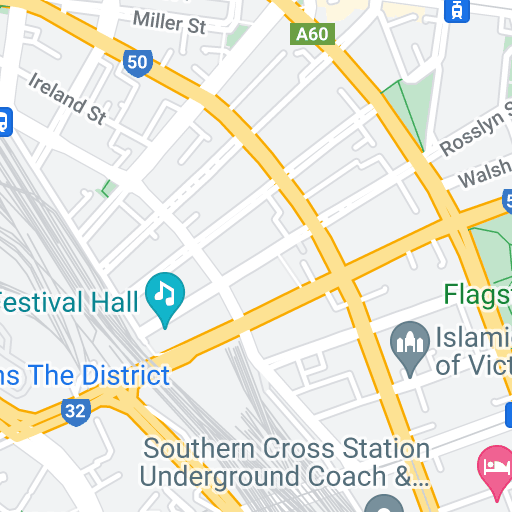 Miller St
A60
50
Ireland St
Rosslyn S
Walsh
5
Festival Hall
Flagst
Islamic
of Vict
ns The District
32
Southern Cross Station
Underground Coach &...